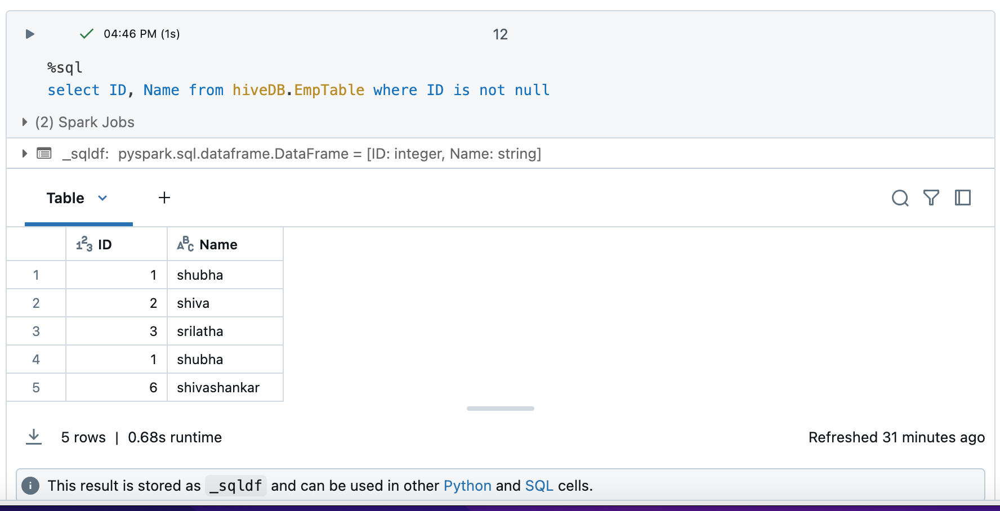 04:46 PM (1s)
12
%sql
select ID, Name from hiveDB.EmpTable where ID is not null
(2) Spark Jobs
_sqldf: pyspark.sql.dataframe.DataFrame = [ID: integer, Name: string]
Table
123 ID ABC Name
1 1 shubha
2 2 shiva
3 3 srilatha
4 1 shubha
5 6 shivashankar
5 rows | 0.68s runtime
Refreshed 31 minutes ago
This result is stored as _sqldf and can be used in other Python and SQL cells.